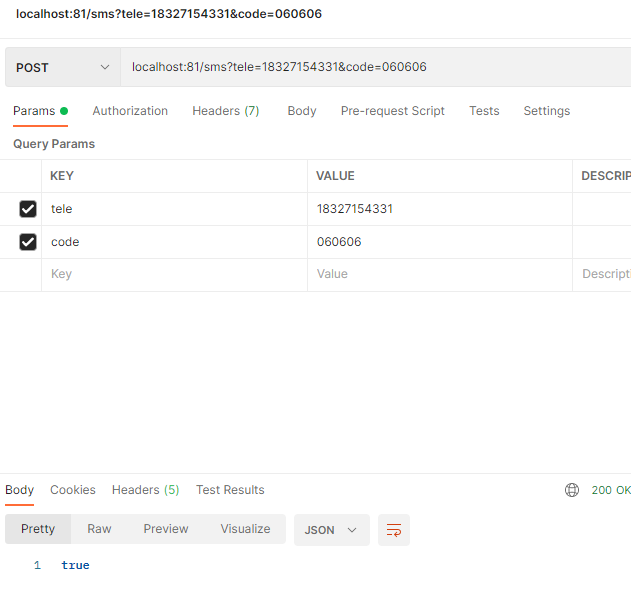 localhost:81/sms?tele=18327154331&code=060606
POST localhost:81/sms?tele=18327154331&code=060606
Params Authorization Headers (7) Body Pre-request Script Tests Settings
Query Params
KEY VALUE DESCRIP
tele 18327154331
code 060606
Key Value Descripti
Body Cookies Headers (5) Test Results 200 OK
Pretty Raw Preview Visualize JSON
1 true